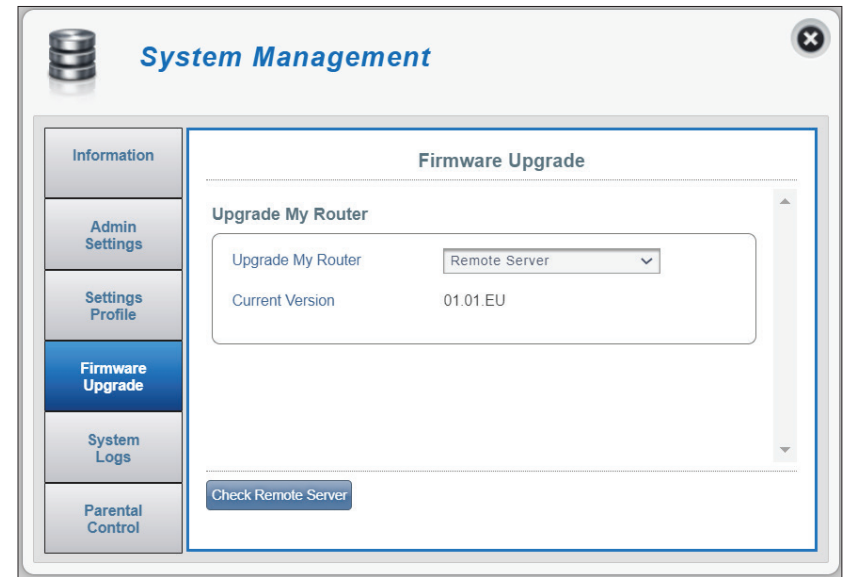 System Management
Information
Admin
Settings
Settings
Profile
Firmware
Upgrade
System
Logs
Parental
Control
Firmware Upgrade
Upgrade My Router
Upgrade My Router Remote Server
Current Version 01.01.EU
Check Remote Server